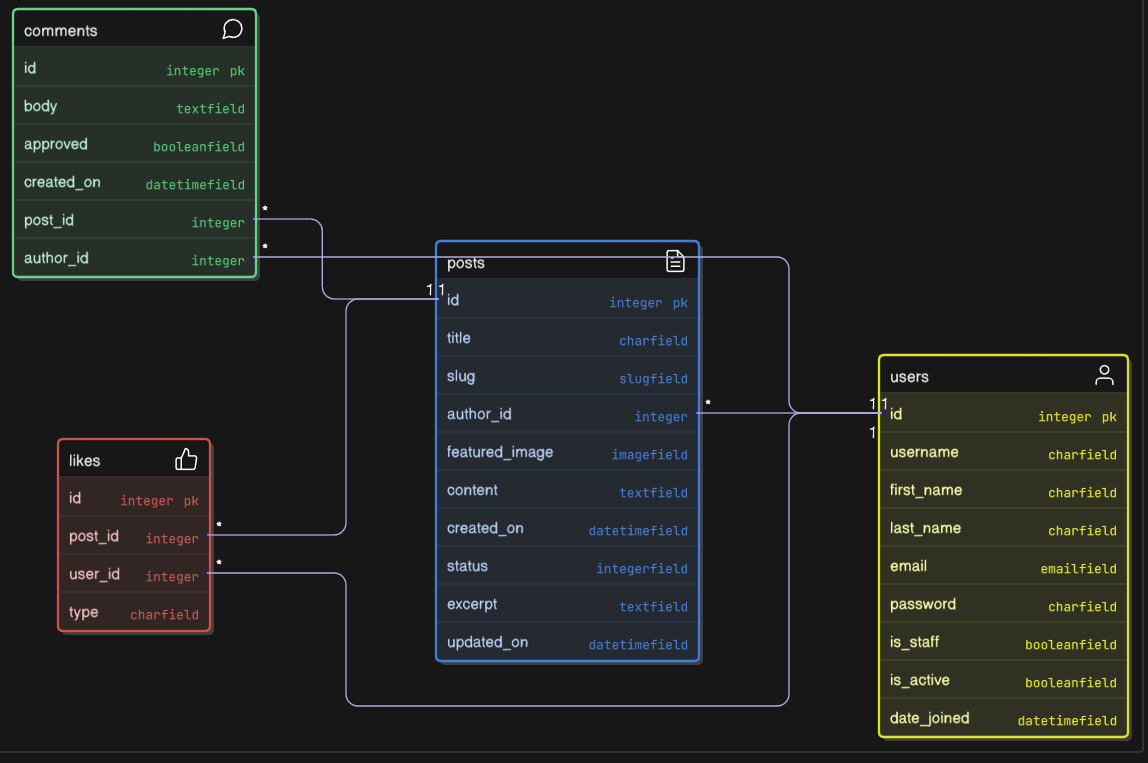 comments
id integer pk
body textfield
approved booleanfield
created_on datetimefield
post_id integer *
author_id integer *
posts
1 1 id integer pk
title charfield
slug slugfield
author_id integer *
featured_image imagefield
content textfield
created_on datetimefield
status integerfield
excerpt textfield
updated_on datetimefield
users
1 1 id integer pk
1
username charfield
first_name charfield
last_name charfield
email emailfield
password charfield
is_staff booleanfield
is_active booleanfield
date_joined datetimefield
likes
id integer pk
post_id integer *
user_id integer *
type charfield